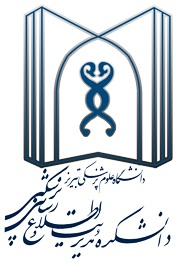 دانشگاه علوم پزشکی تبریز
دانشکده مدیریت و اطلاع رسانی پزشکی